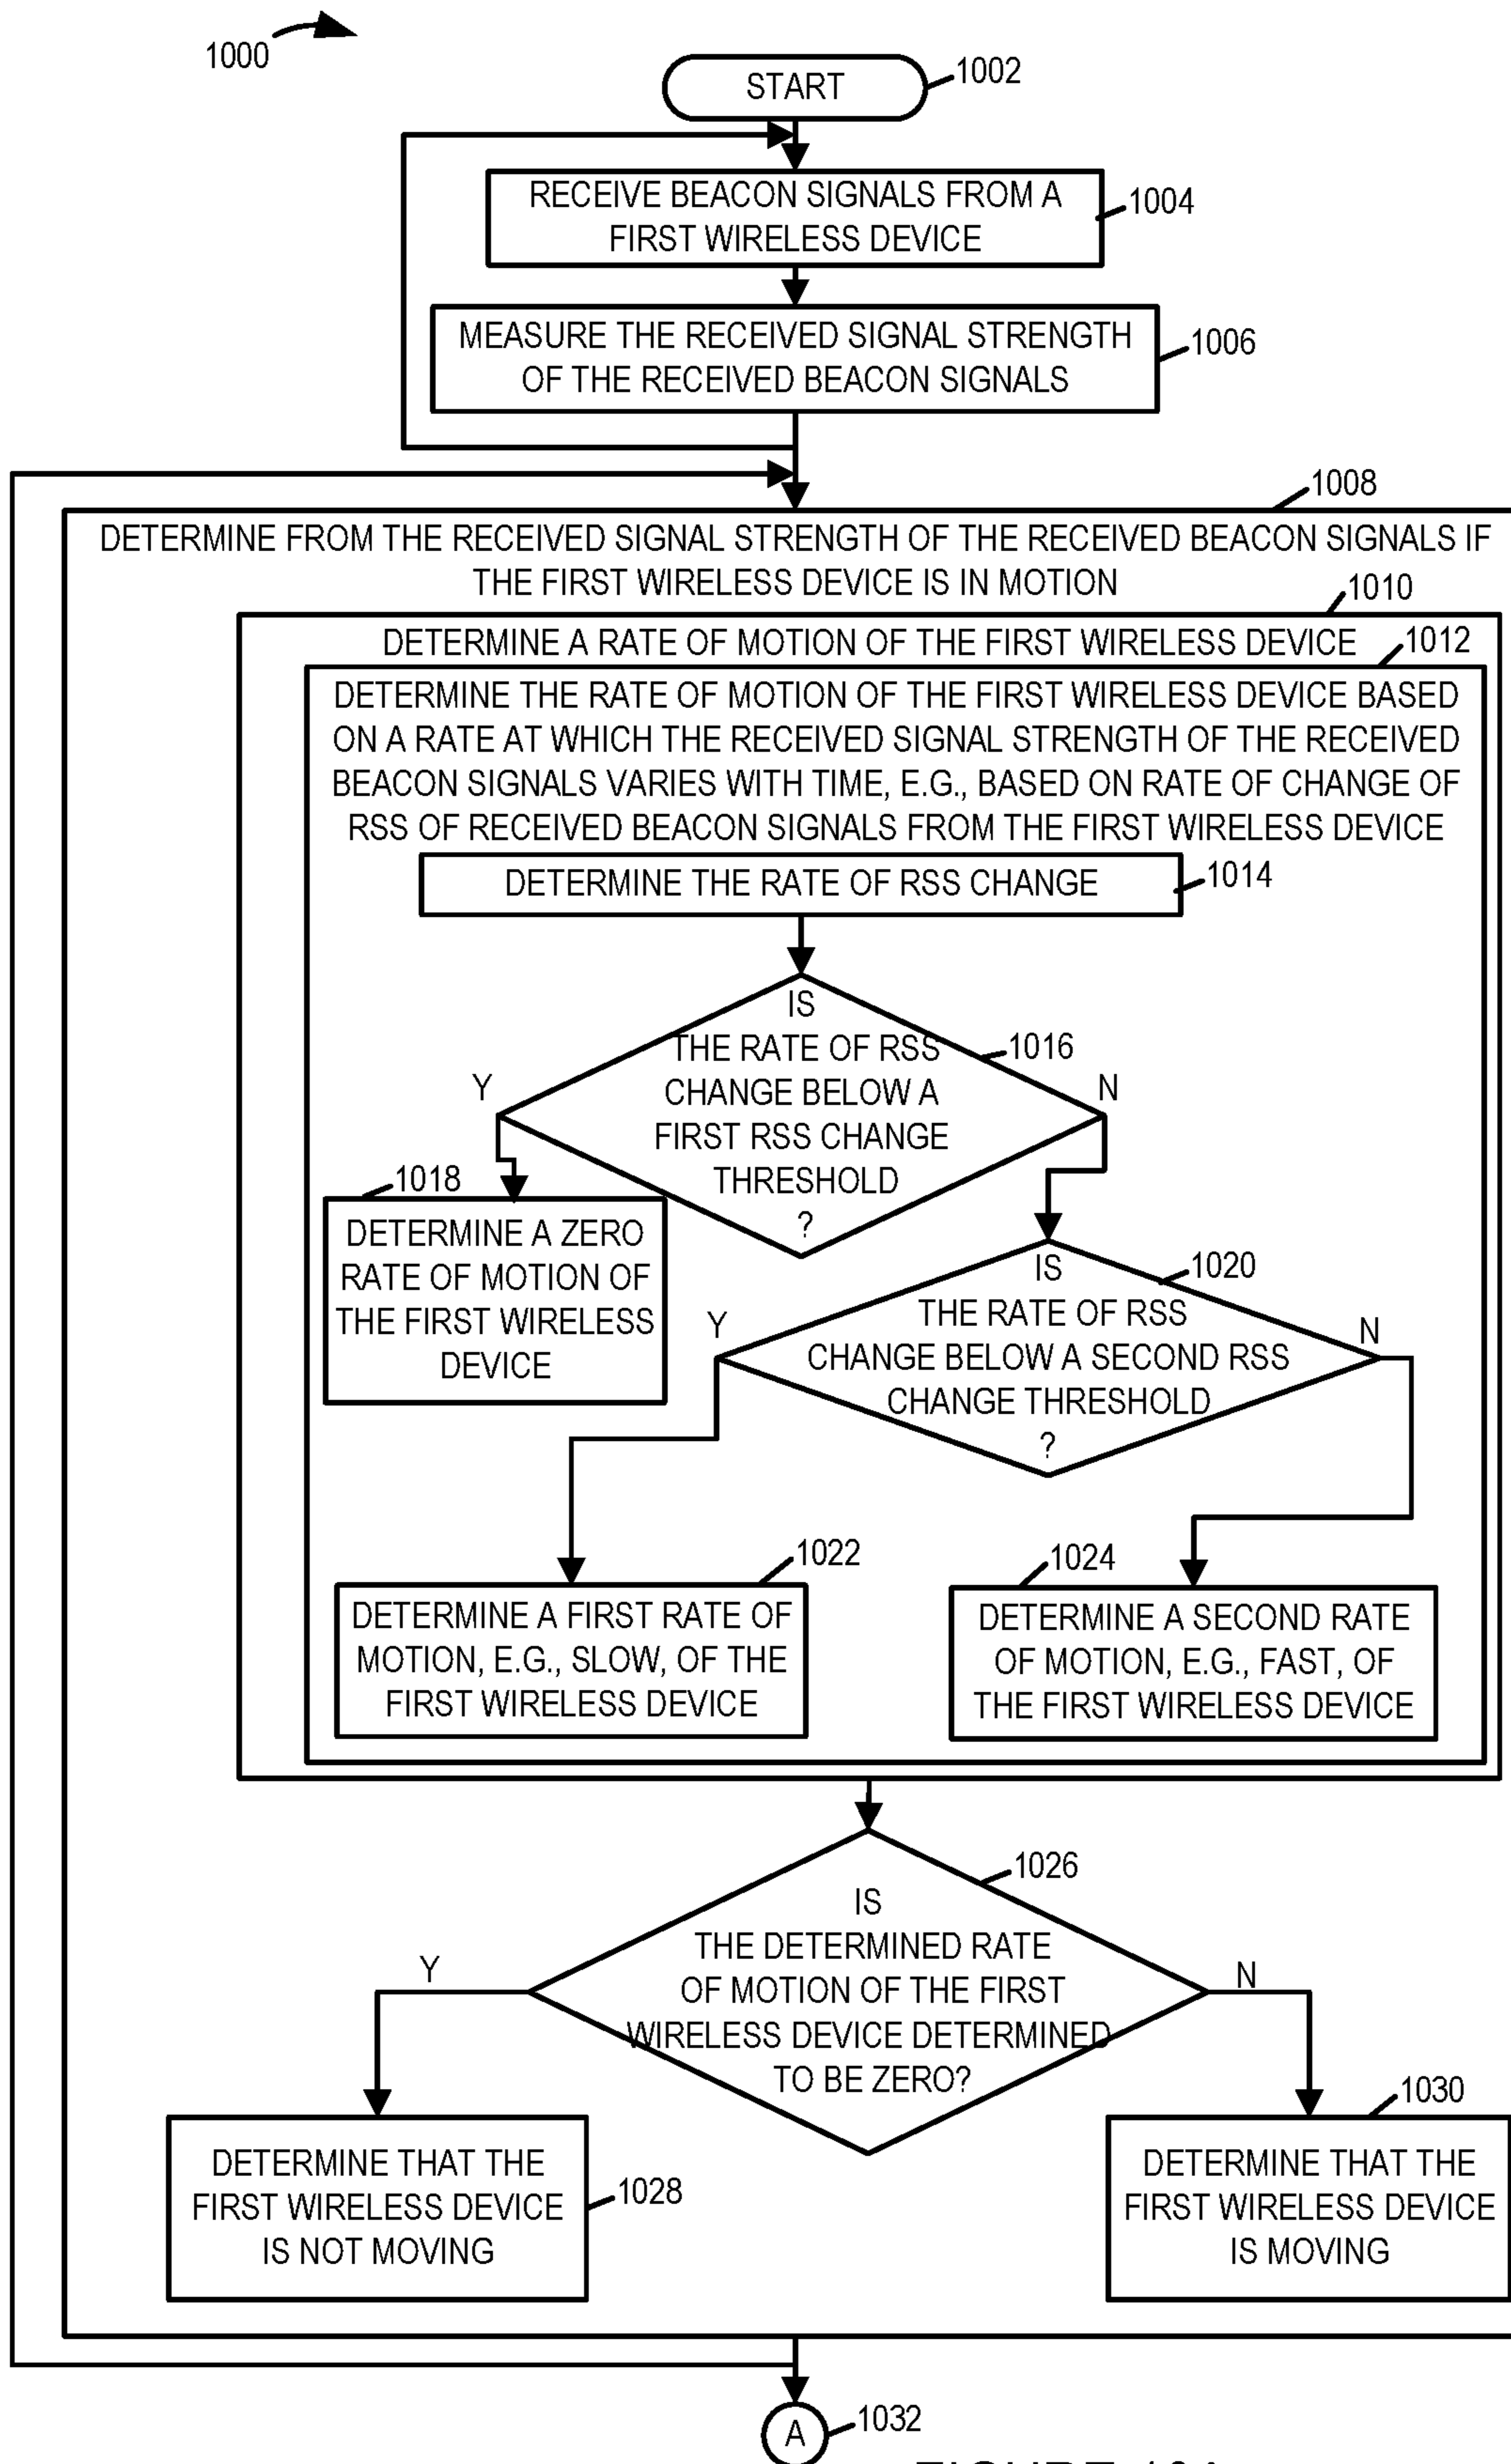 1000
START
1002
RECEIVE BEACON SIGNALS FROM A
FIRST WIRELESS DEVICE
1004
MEASURE THE RECEIVED SIGNAL STRENGTH
OF THE RECEIVED BEACON SIGNALS
1006
1008
DETERMINE FROM THE RECEIVED SIGNAL STRENGTH OF THE RECEIVED BEACON SIGNALS IF
THE FIRST WIRELESS DEVICE IS IN MOTION
1010
DETERMINE A RATE OF MOTION OF THE FIRST WIRELESS DEVICE
1012
DETERMINE THE RATE OF MOTION OF THE FIRST WIRELESS DEVICE BASED
ON A RATE AT WHICH THE RECEIVED SIGNAL STRENGTH OF THE RECEIVED
BEACON SIGNALS VARIES WITH TIME, E.G., BASED ON RATE OF CHANGE OF
RSS OF RECEIVED BEACON SIGNALS FROM THE FIRST WIRELESS DEVICE
DETERMINE THE RATE OF RSS CHANGE
1014
IS
THE RATE OF RSS
CHANGE BELOW A
FIRST RSS CHANGE
THRESHOLD
?
1016
Y
N
1018
DETERMINE A ZERO
RATE OF MOTION OF
THE FIRST WIRELESS
DEVICE
IS
THE RATE OF RSS
CHANGE BELOW A SECOND RSS
CHANGE THRESHOLD
?
1020
Y
N
1022
DETERMINE A FIRST RATE OF
MOTION, E.G., SLOW, OF THE
FIRST WIRELESS DEVICE
1024
DETERMINE A SECOND RATE
OF MOTION, E.G., FAST, OF
THE FIRST WIRELESS DEVICE
1026
IS
THE DETERMINED RATE
OF MOTION OF THE FIRST
WIRELESS DEVICE DETERMINED
TO BE ZERO?
Y
N
DETERMINE THAT THE
FIRST WIRELESS DEVICE
IS NOT MOVING
1028
1030
DETERMINE THAT THE
FIRST WIRELESS DEVICE
IS MOVING
A
1032